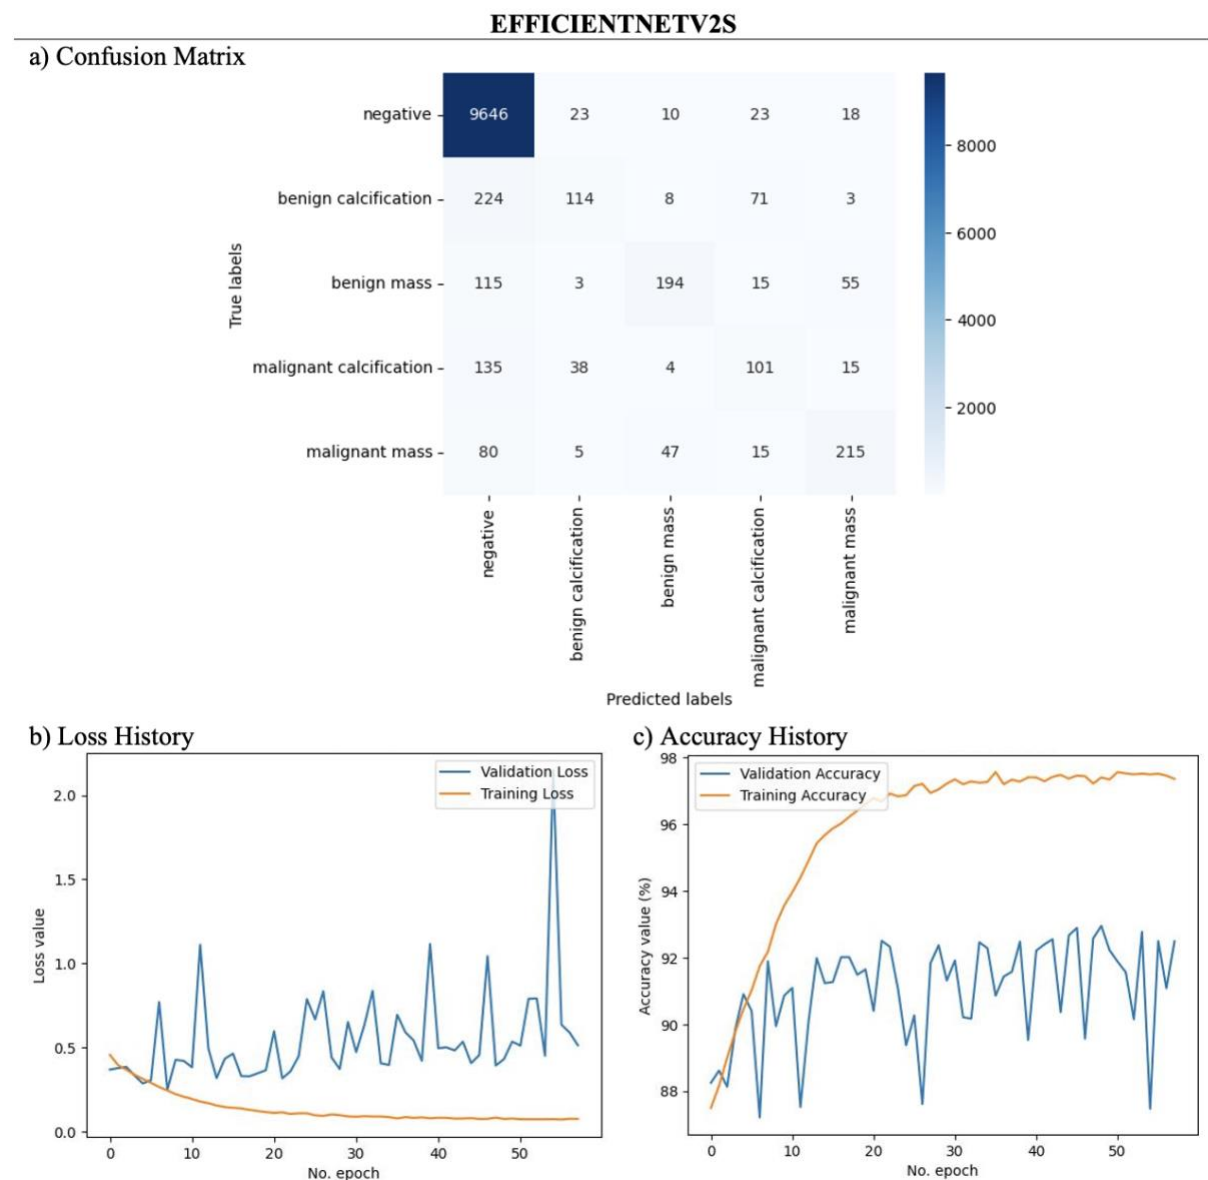 EFFICIENTNETV2S
a) Confusion Matrix
negative
9646 23 10 23 18
benign calcification
224 114 8 71 3
benign mass
115 3 194 15 55
malignant calcification
135 38 4 101 15
malignant mass
80 5 47 15 215
True labels
8000
6000
4000
2000
negative
benign calcification
benign mass
malignant calcification
malignant mass
Predicted labels
b) Loss History
Validation Loss
Training Loss
2.0
1.5
1.0
0.5
0.0
Loss value
0 10 20 30 40 50
No. epoch
c) Accuracy History
Validation Accuracy
Training Accuracy
98
96
94
92
90
88
Accuracy value (%)
0 10 20 30 40 50
No. epoch